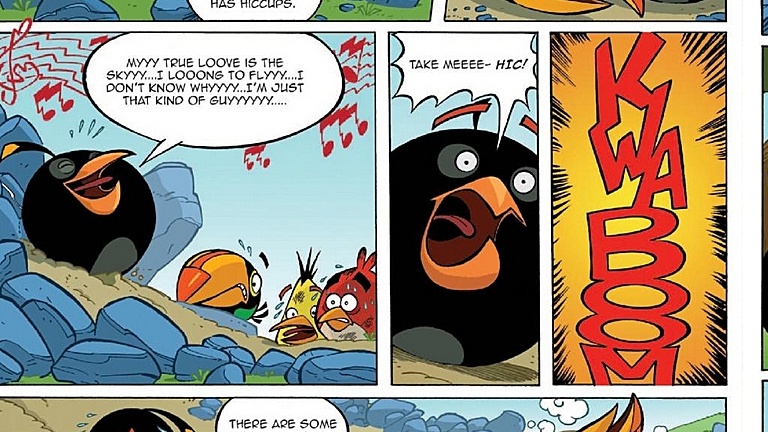 HAS HICCUPS.
MYYY TRUE LOOVE IS THE
SKYYY...I LOOONG TO FLYYY...I
DON'T KNOW WHYYYY...I'M JUST
THAT KIND OF GUYYYYYY.....
TAKE MEEEE- HIC!
KWABOOM
THERE ARE SOME